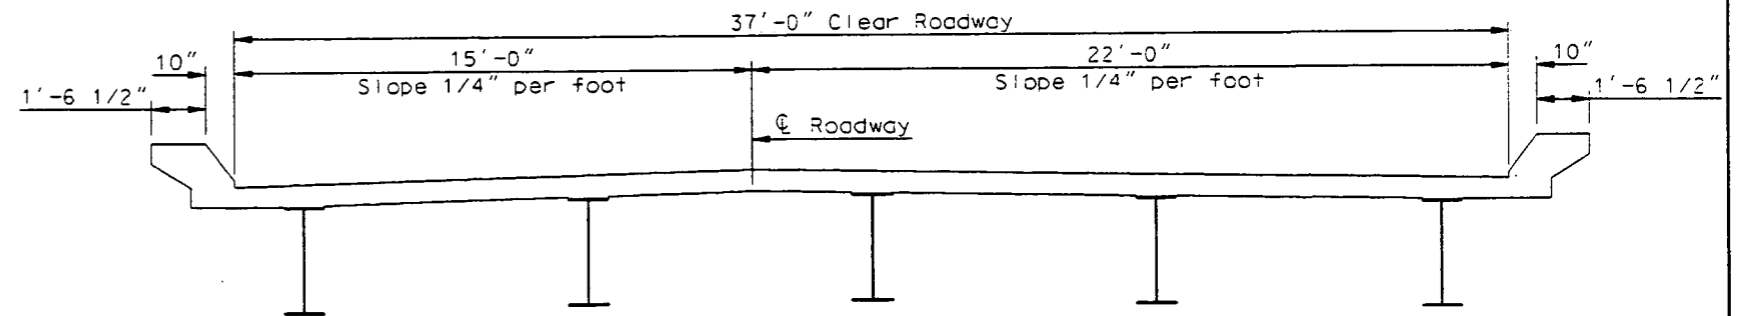 37'-0" Clear Roadway
15'-0"
22'-0"
10"
10"
Slope 1/4" per foot
Slope 1/4" per foot
1'-6 1/2"
1'-6 1/2"
℄ Roadway